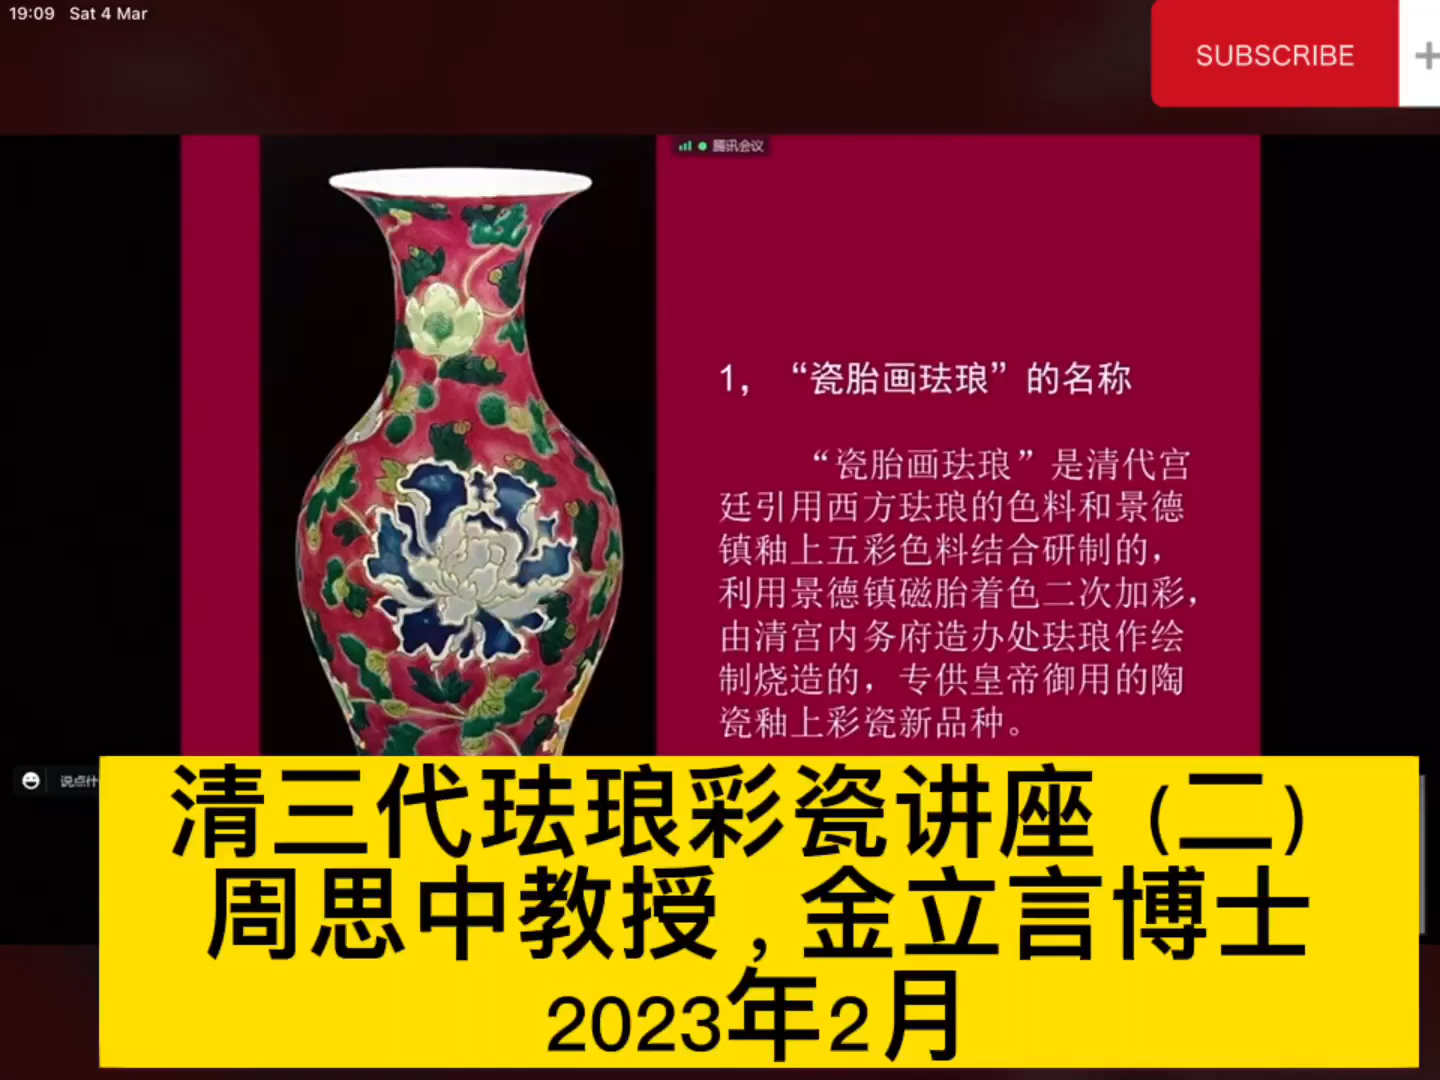 19:09 Sat 4 Mar
SUBSCRIBE
腾讯会议
1，“瓷胎画珐琅”的名称
“瓷胎画珐琅”是清代宫
廷引用西方珐琅的色料和景德
镇釉上五彩色料结合研制的，
利用景德镇磁胎着色二次加彩，
由清宫内务府造办处珐琅作绘
制烧造的，专供皇帝御用的陶
瓷釉上彩瓷新品种。
说点什
清三代珐琅彩瓷讲座（二）
周思中教授，金立言博士
2023年2月